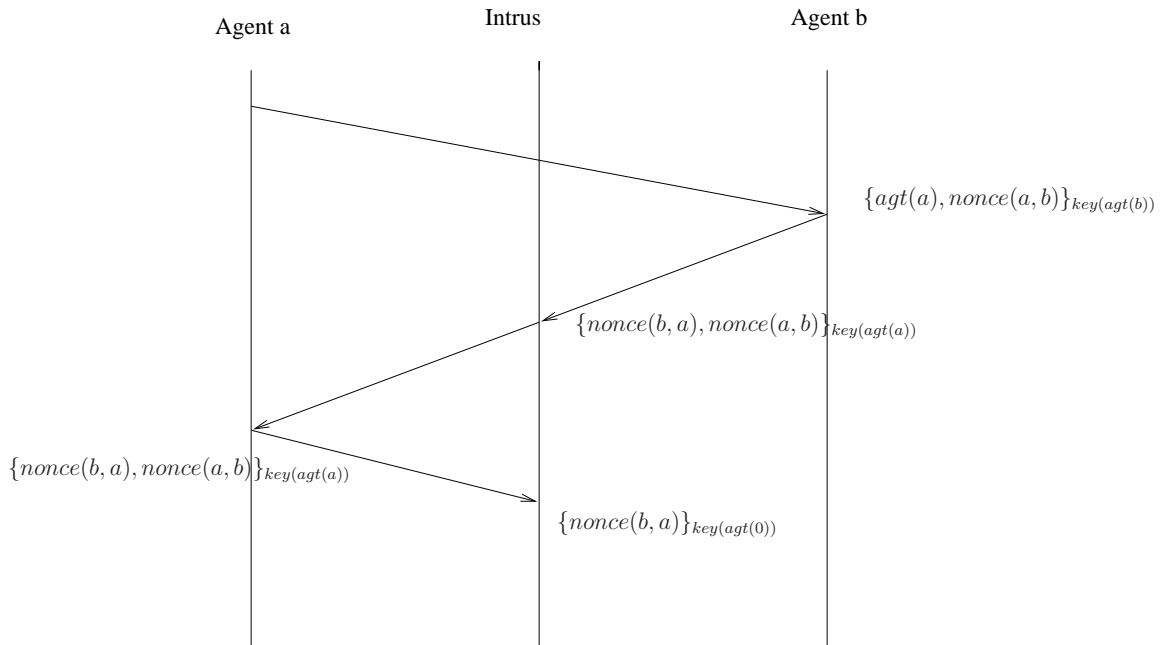 Agent a
Intrus
Agent b
{agt(a), nonce(a, b)}key(agt(b))
{nonce(b, a), nonce(a, b)}key(agt(a))
{nonce(b, a), nonce(a, b)}key(agt(a))
{nonce(b, a)}key(agt(0))